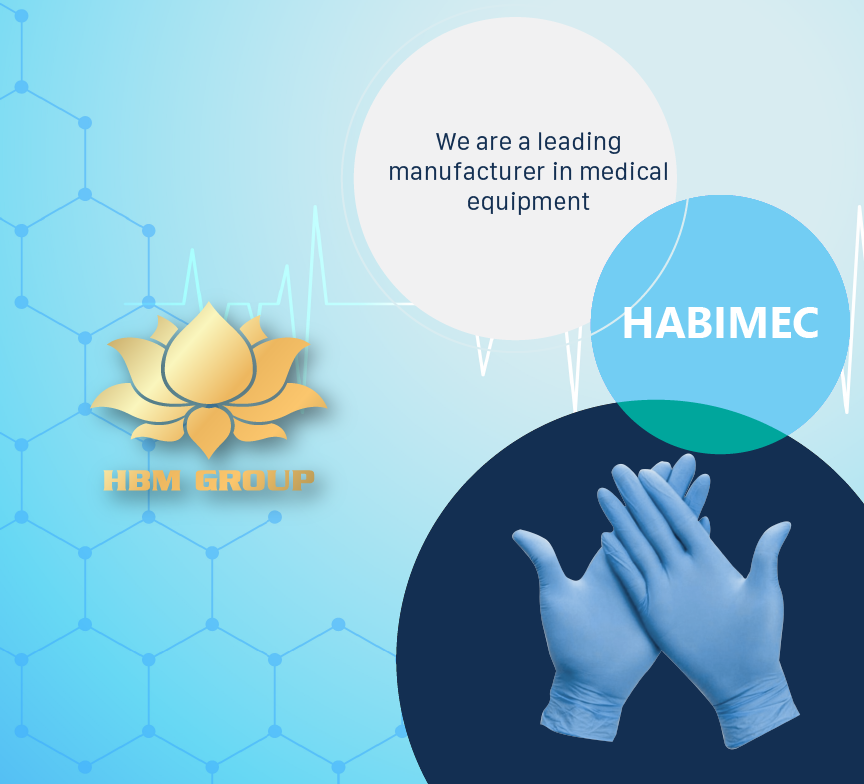 We are a leading
manufacturer in medical
equipment
HABIMEC
HBM GROUP